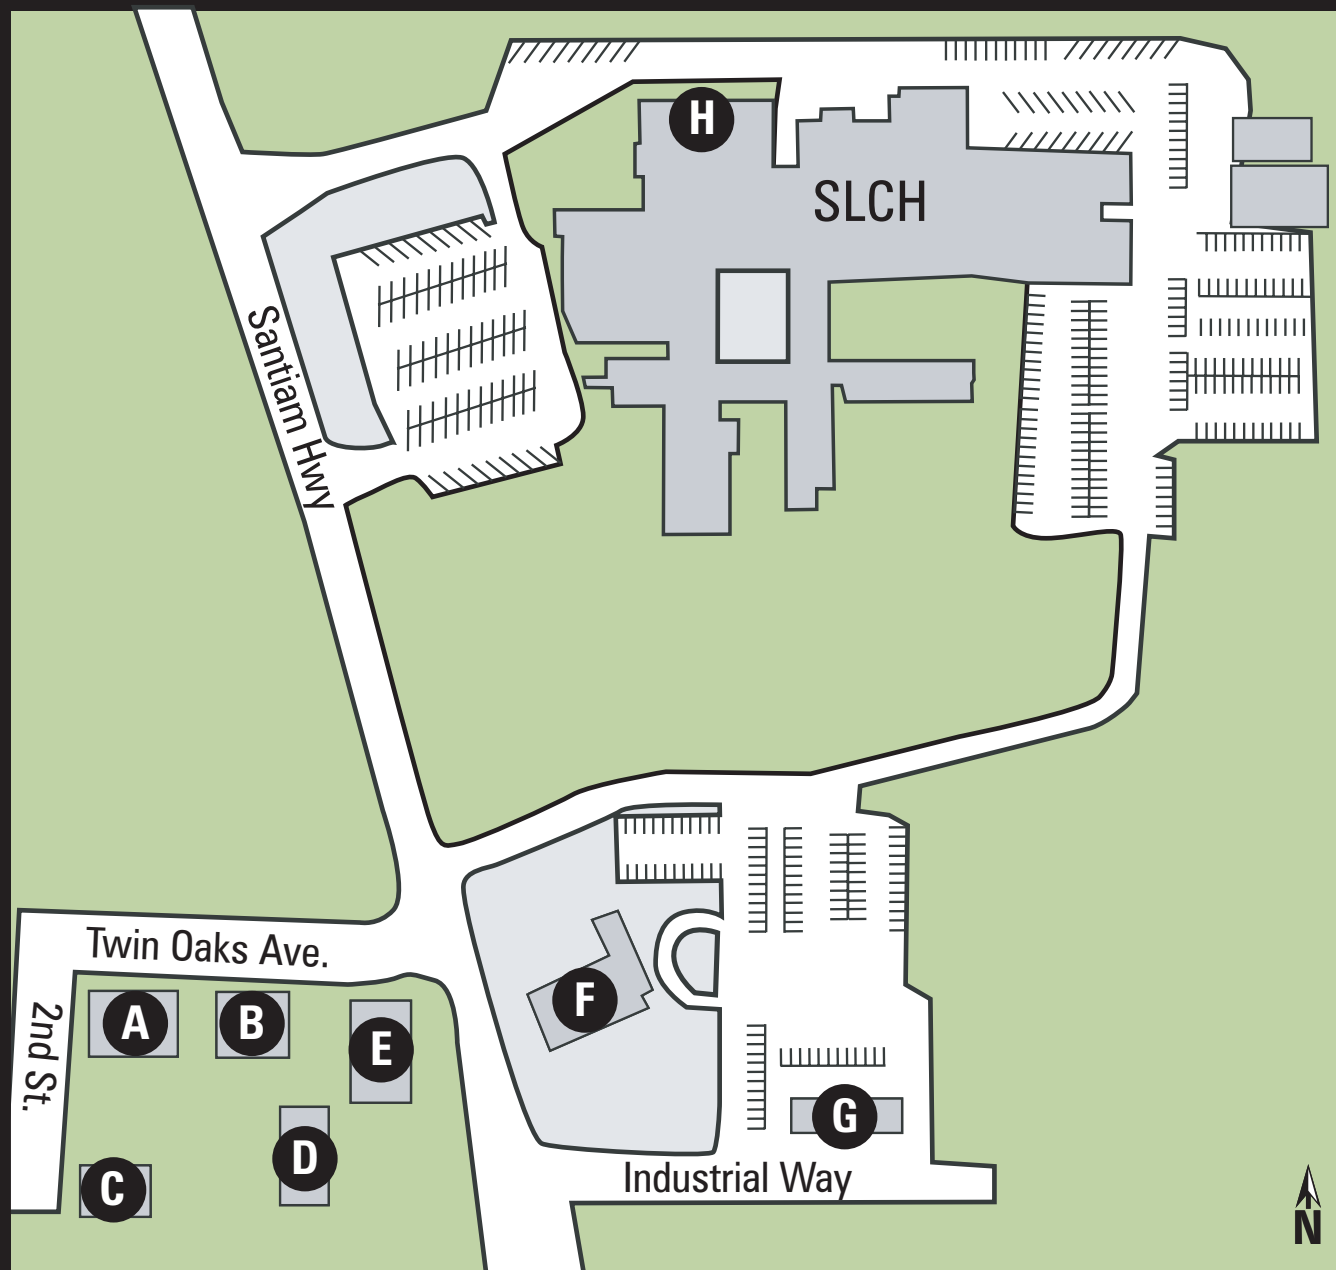 H
SLCH
Santiam Hwy
Twin Oaks Ave.
2nd St.
A
B
E
F
D
C
G
Industrial Way
N